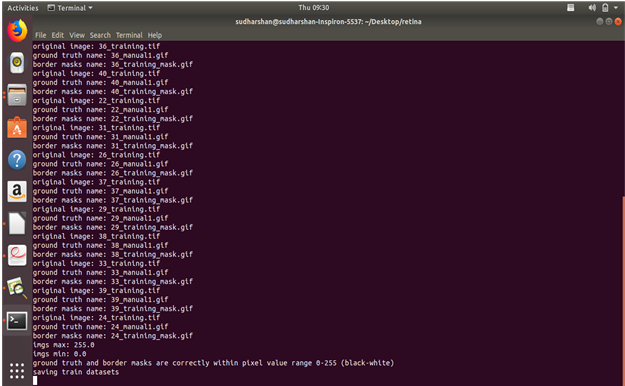 Activities Terminal Thu 09:30
sudharshan@sudharshan-Inspiron-5537: ~/Desktop/retina
File Edit View Search Terminal Help
original image: 36_training.tif
ground truth name: 36_manual1.gif
border masks name: 36_training_mask.gif
original image: 40_training.tif
ground truth name: 40_manual1.gif
border masks name: 40_training_mask.gif
original image: 22_training.tif
ground truth name: 22_manual1.gif
border masks name: 22_training_mask.gif
original image: 31_training.tif
ground truth name: 31_manual1.gif
border masks name: 31_training_mask.gif
original image: 26_training.tif
ground truth name: 26_manual1.gif
border masks name: 26_training_mask.gif
original image: 37_training.tif
ground truth name: 37_manual1.gif
border masks name: 37_training_mask.gif
original image: 29_training.tif
ground truth name: 29_manual1.gif
border masks name: 29_training_mask.gif
original image: 38_training.tif
ground truth name: 38_manual1.gif
border masks name: 38_training_mask.gif
original image: 33_training.tif
ground truth name: 33_manual1.gif
border masks name: 33_training_mask.gif
original image: 39_training.tif
ground truth name: 39_manual1.gif
border masks name: 39_training_mask.gif
original image: 24_training.tif
ground truth name: 24_manual1.gif
border masks name: 24_training_mask.gif
imgs max: 255.0
imgs min: 0.0
ground truth and border masks are correctly within pixel value range 0-255 (black-white)
saving train datasets